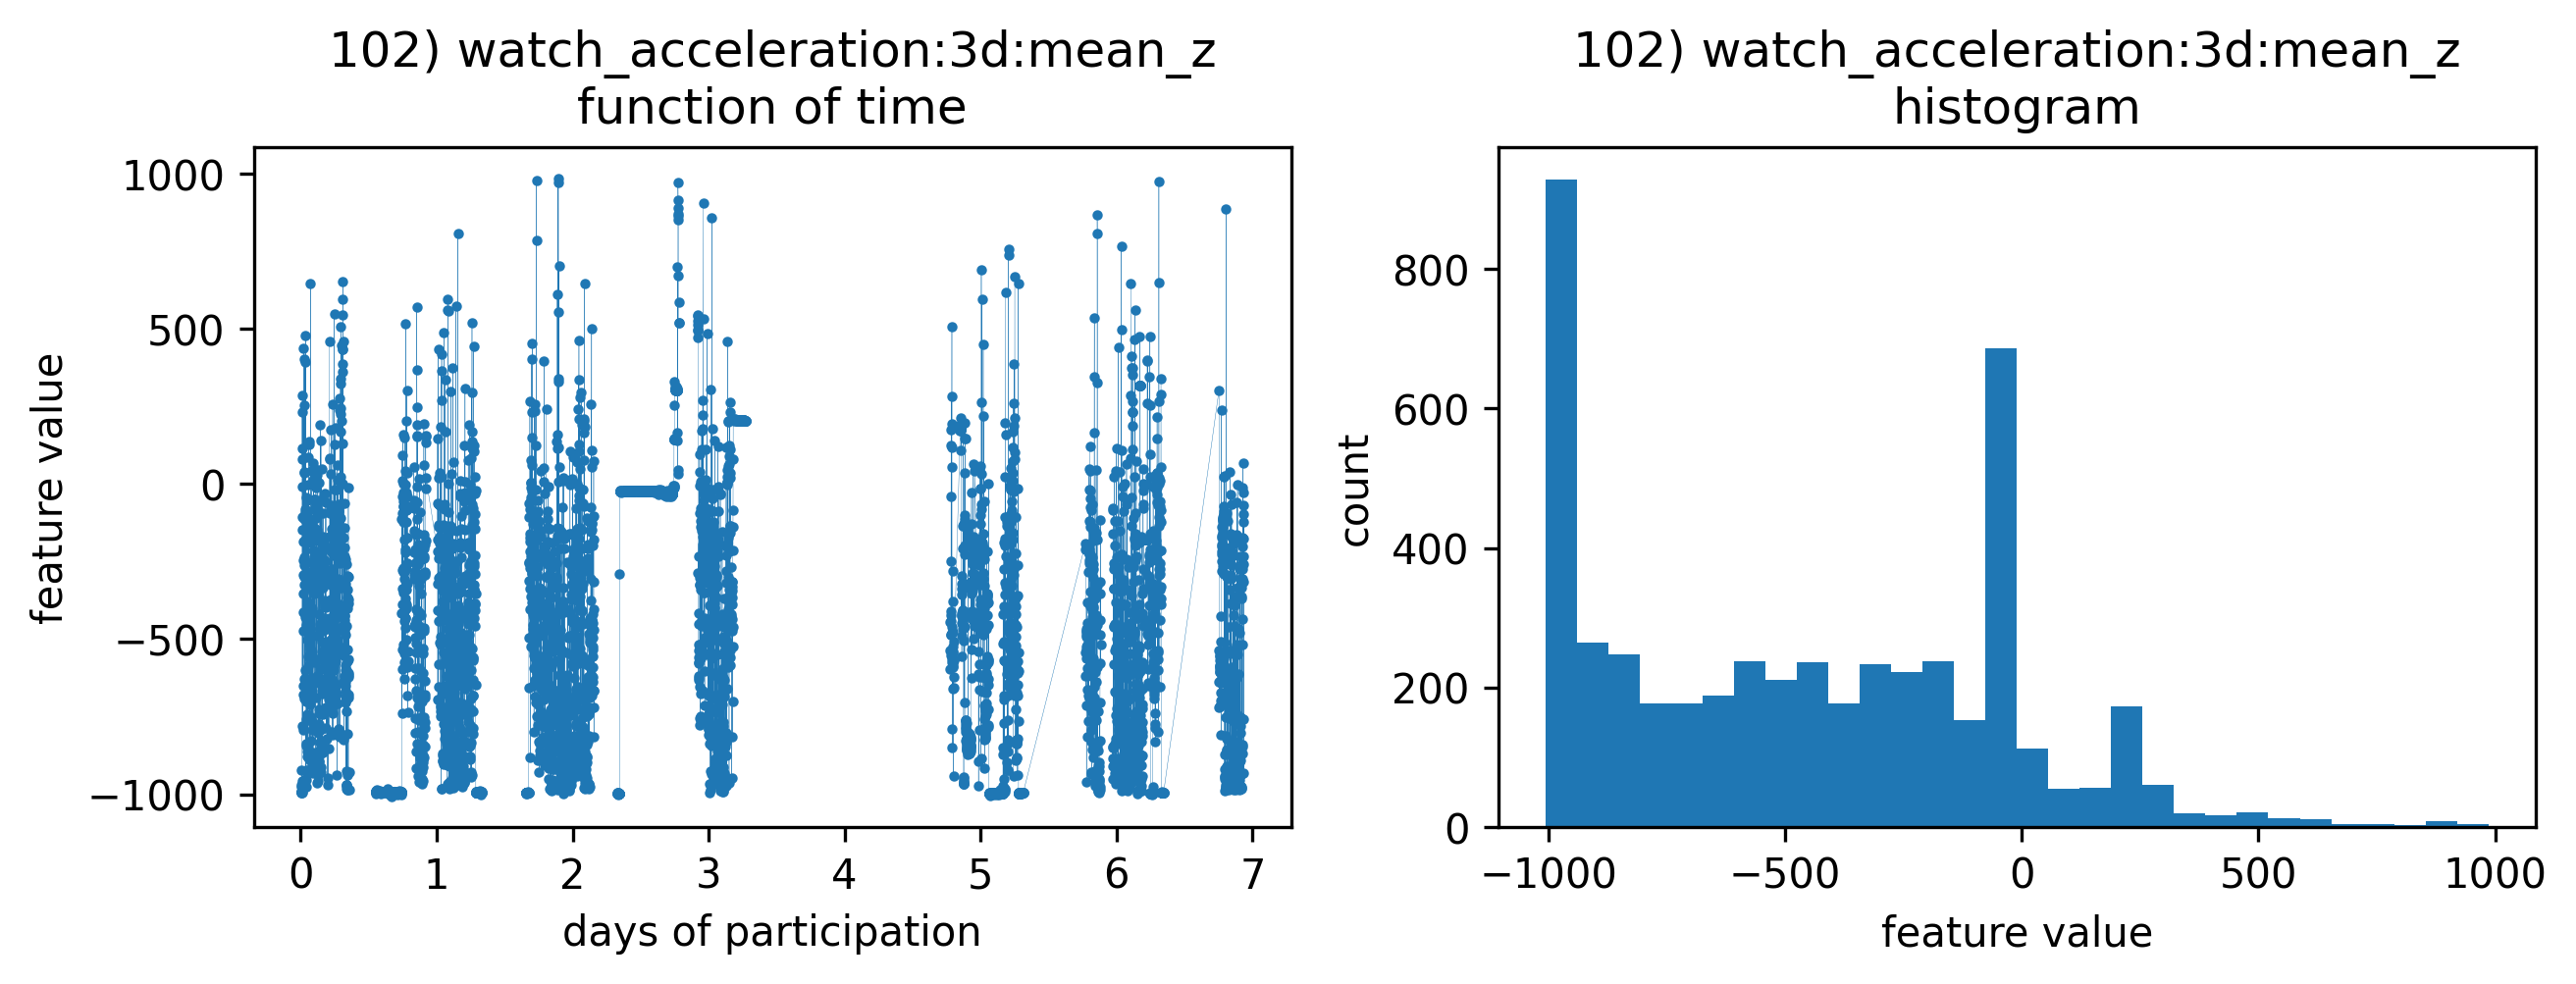 102) watch_acceleration:3d:mean_z
function of time
1000
500
0
−500
−1000
feature value
0 1 2 3 4 5 6 7
days of participation
102) watch_acceleration:3d:mean_z
histogram
800
600
400
200
0
count
−1000 −500 0 500 1000
feature value